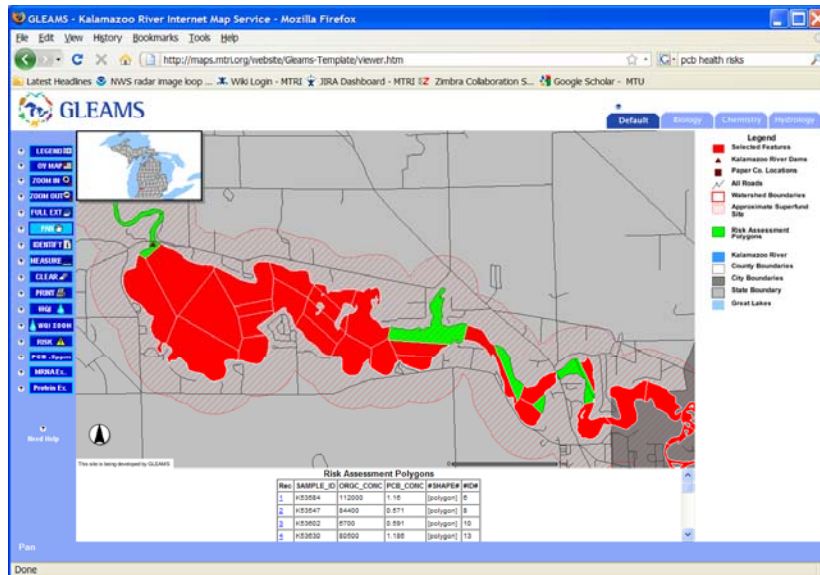 GLEAMS - Kalamazoo River Internet Map Service - Mozilla Firefox
File Edit View History Bookmarks Tools Help
http://maps.mtri.org/website/Gleams-Template/viewer.htm
pcb health risks
Latest Headlines NWS radar image loop ... Wiki Login - MTRI JIRA Dashboard - MTRI Zimbra Collaboration S... Google Scholar - MTU
GLEAMS
Default Biology Chemistry Hydrology
LEGEND
OV MAP
ZOOM IN
ZOOM OUT
FULL EXT
PAN
IDENTIFY
MEASURE
CLEAR
PRINT
WQI
WQI ZOOM
RISK
MRNA Ex.
Protein Ex.
Need Help
Legend
Selected Features
Kalamazoo River Dams
Paper Co. Locations
All Roads
Watershed Boundaries
Approximate Superfund
Site
Risk Assessment
Polygons
Kalamazoo River
County Boundaries
City Boundaries
State Boundary
Great Lakes
This site is being developed by GLEAMS
Risk Assessment Polygons
Rec SAMPLE_ID ORGC_CONC PCB_CONC #SHAPE# #ID#
1 K53584 112000 1.16 [polygon] 6
2 K53547 84400 0.571 [polygon] 8
3 K53602 6700 0.591 [polygon] 10
4 K53630 80500 1.186 [polygon] 13
Pan
Done